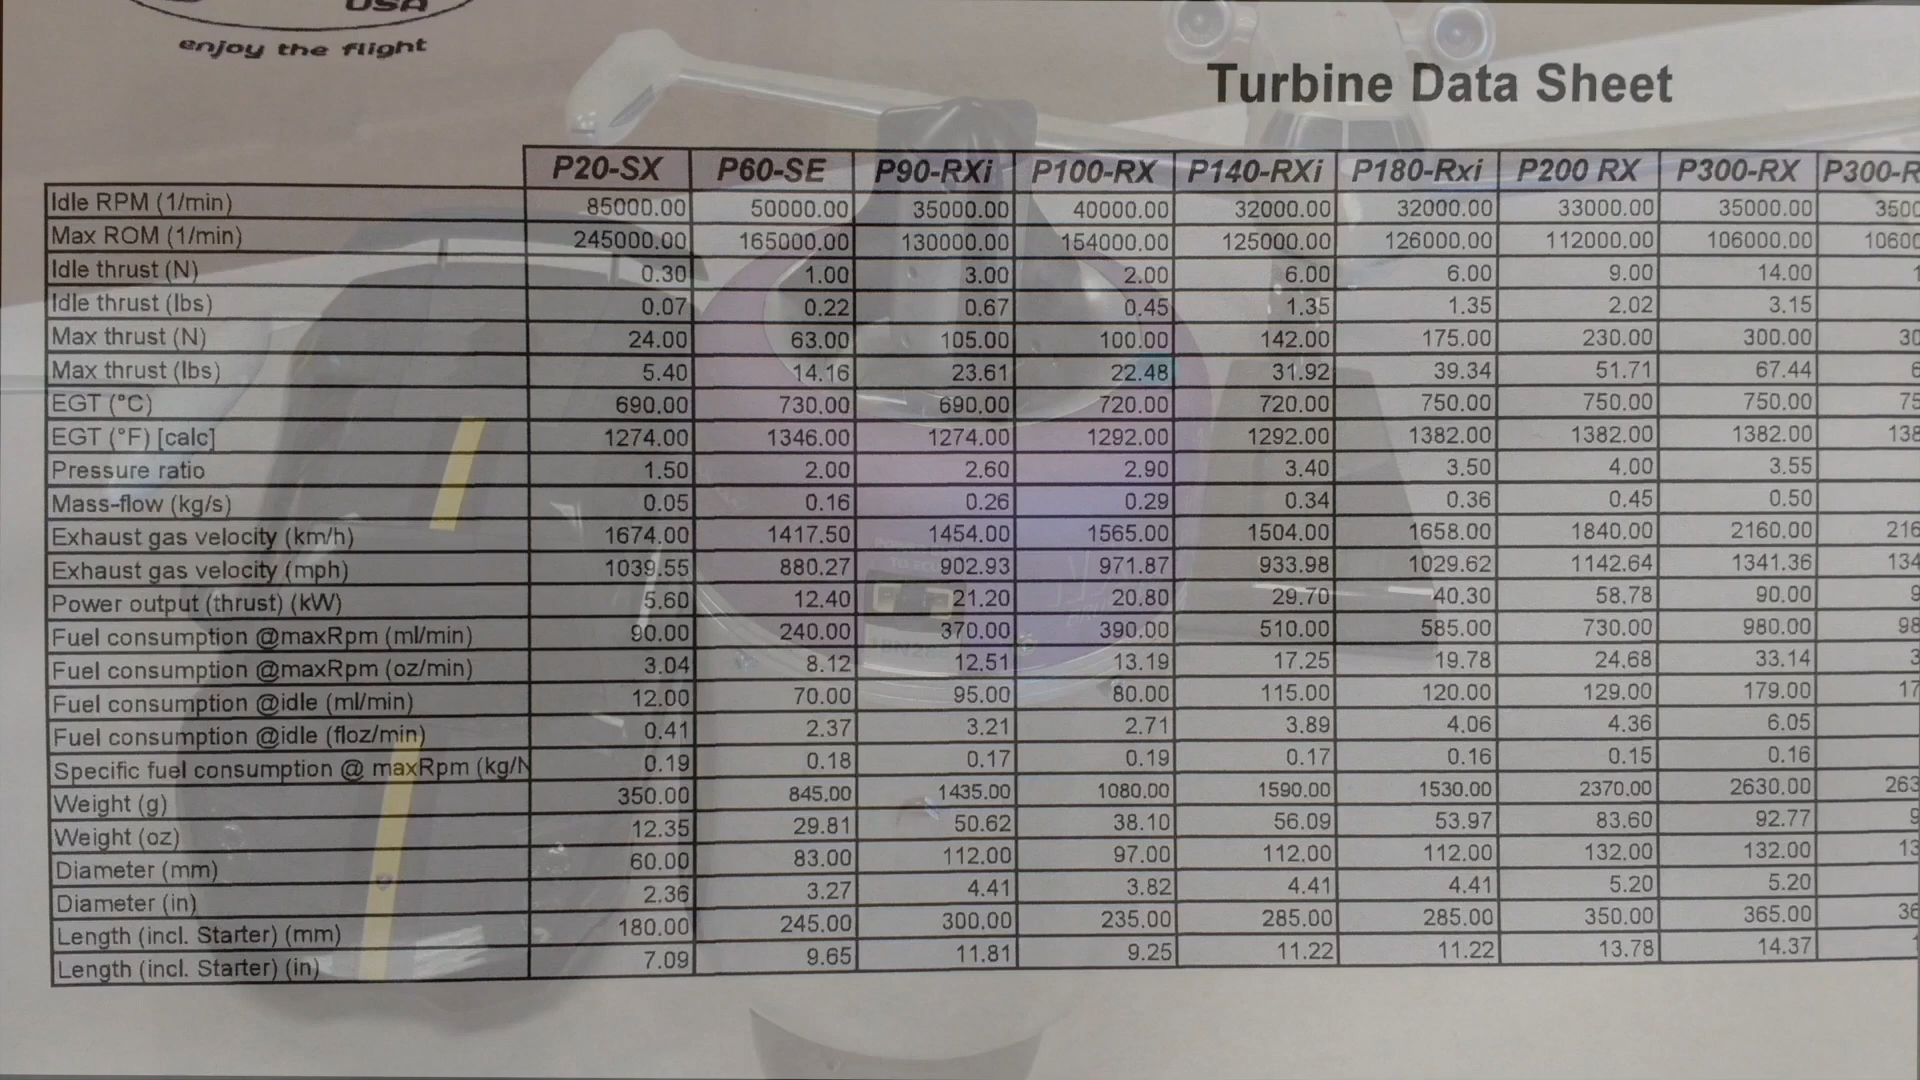 USA
enjoy the flight
Turbine Data Sheet
P20-SX P60-SE P90-RXi P100-RX P140-RXi P180-Rxi P200 RX P300-RX P300-R
Idle RPM (1/min) 85000.00 50000.00 35000.00 40000.00 32000.00 32000.00 33000.00 35000.00 3500
Max ROM (1/min) 245000.00 165000.00 130000.00 154000.00 125000.00 126000.00 112000.00 106000.00 10600
Idle thrust (N) 0.30 1.00 3.00 2.00 6.00 6.00 9.00 14.00 1
Idle thrust (lbs) 0.07 0.22 0.67 0.45 1.35 1.35 2.02 3.15
Max thrust (N) 24.00 63.00 105.00 100.00 142.00 175.00 230.00 300.00 30
Max thrust (lbs) 5.40 14.16 23.61 22.48 31.92 39.34 51.71 67.44 6
EGT (°C) 690.00 730.00 690.00 720.00 720.00 750.00 750.00 750.00 75
EGT (°F) [calc] 1274.00 1346.00 1274.00 1292.00 1292.00 1382.00 1382.00 1382.00 138
Pressure ratio 1.50 2.00 2.60 2.90 3.40 3.50 4.00 3.55
Mass-flow (kg/s) 0.05 0.16 0.26 0.29 0.34 0.36 0.45 0.50
Exhaust gas velocity (km/h) 1674.00 1417.50 1454.00 1565.00 1504.00 1658.00 1840.00 2160.00 216
Exhaust gas velocity (mph) 1039.55 880.27 902.93 971.87 933.98 1029.62 1142.64 1341.36 134
Power output (thrust) (kW) 5.60 12.40 21.20 20.80 29.70 40.30 58.78 90.00 9
Fuel consumption @maxRpm (ml/min) 90.00 240.00 370.00 390.00 510.00 585.00 730.00 980.00 98
Fuel consumption @maxRpm (oz/min) 3.04 8.12 12.51 13.19 17.25 19.78 24.68 33.14 3
Fuel consumption @idle (ml/min) 12.00 70.00 95.00 80.00 115.00 120.00 129.00 179.00 17
Fuel consumption @idle (floz/min) 0.41 2.37 3.21 2.71 3.89 4.06 4.36 6.05
Specific fuel consumption @ maxRpm (kg/N 0.19 0.18 0.17 0.19 0.17 0.16 0.15 0.16
Weight (g) 350.00 845.00 1435.00 1080.00 1590.00 1530.00 2370.00 2630.00 263
Weight (oz) 12.35 29.81 50.62 38.10 56.09 53.97 83.60 92.77 9
Diameter (mm) 60.00 83.00 112.00 97.00 112.00 112.00 132.00 132.00 13
Diameter (in) 2.36 3.27 4.41 3.82 4.41 4.41 5.20 5.20
Length (incl. Starter) (mm) 180.00 245.00 300.00 235.00 285.00 285.00 350.00 365.00 36
Length (incl. Starter) (in) 7.09 9.65 11.81 9.25 11.22 11.22 13.78 14.37 1